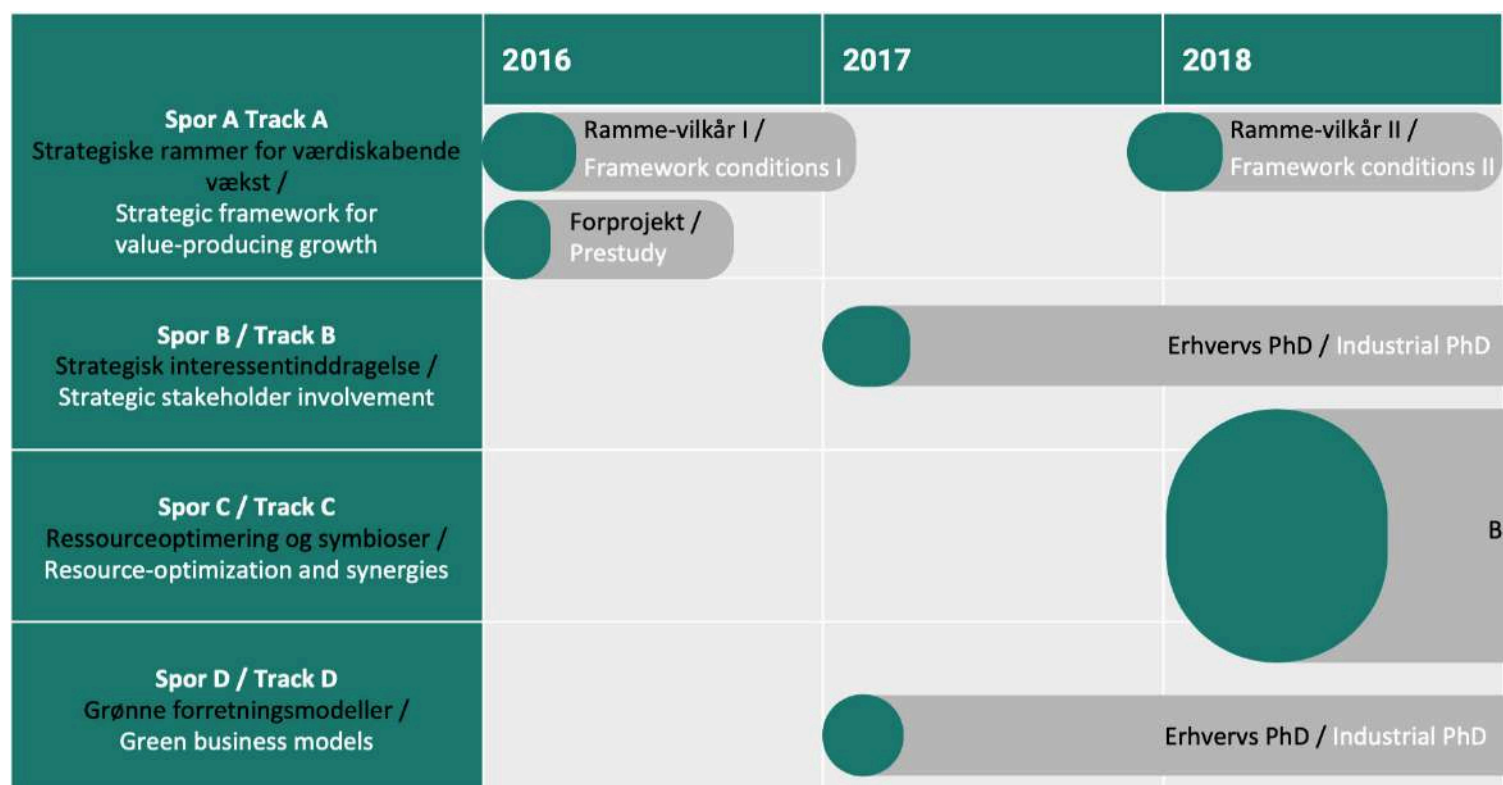 2016
2017
2018
Spor A Track A
Strategiske rammer for værdiskabende
vækst /
Strategic framework for
value-producing growth
Ramme-vilkår I /
Framework conditions I
Ramme-vilkår II /
Framework conditions II
Forprojekt /
Prestudy
Spor B / Track B
Strategisk interessentinddragelse /
Strategic stakeholder involvement
Erhvervs PhD / Industrial PhD
Spor C / Track C
Ressourceoptimering og symbioser /
Resource-optimization and synergies
B
Spor D / Track D
Grønne forretningsmodeller /
Green business models
Erhvervs PhD / Industrial PhD